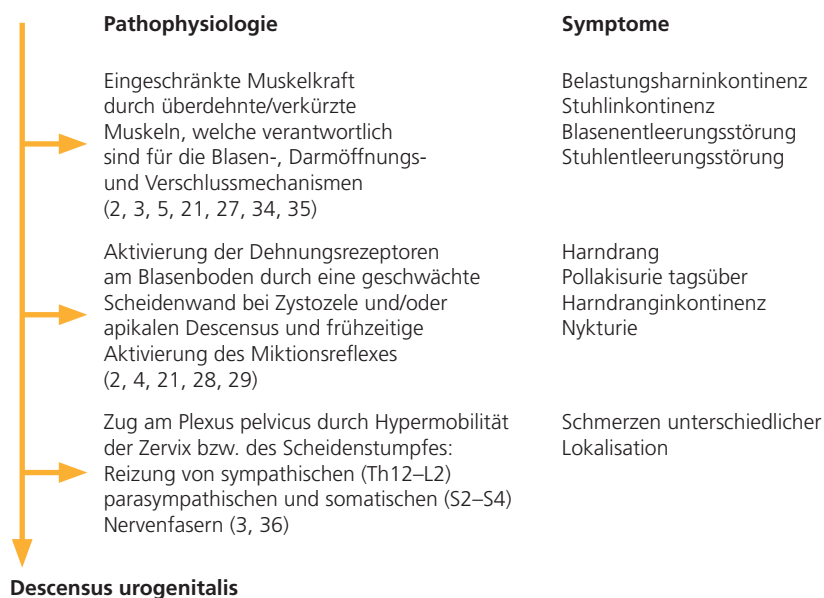 Pathophysiologie
Symptome
Eingeschränkte Muskelkraft
durch überdehnte/verkürzte
Muskeln, welche verantwortlich
sind für die Blasen-, Darmöffnungs-
und Verschlussmechanismen
(2, 3, 5, 21, 27, 34, 35)
Belastungsharninkontinenz
Stuhlinkontinenz
Blasenentleerungsstörung
Stuhlentleerungsstörung
Aktivierung der Dehnungsrezeptoren
am Blasenboden durch eine geschwächte
Scheidenwand bei Zystozele und/oder
apikalen Descensus und frühzeitige
Aktivierung des Miktionsreflexes
(2, 4, 21, 28, 29)
Harndrang
Pollakisurie tagsüber
Harndranginkontinenz
Nykturie
Zug am Plexus pelvicus durch Hypermobilität
der Zervix bzw. des Scheidenstumpfes:
Reizung von sympathischen (Th12–L2)
parasympathischen und somatischen (S2–S4)
Nervenfasern (3, 36)
Schmerzen unterschiedlicher
Lokalisation
Descensus urogenitalis